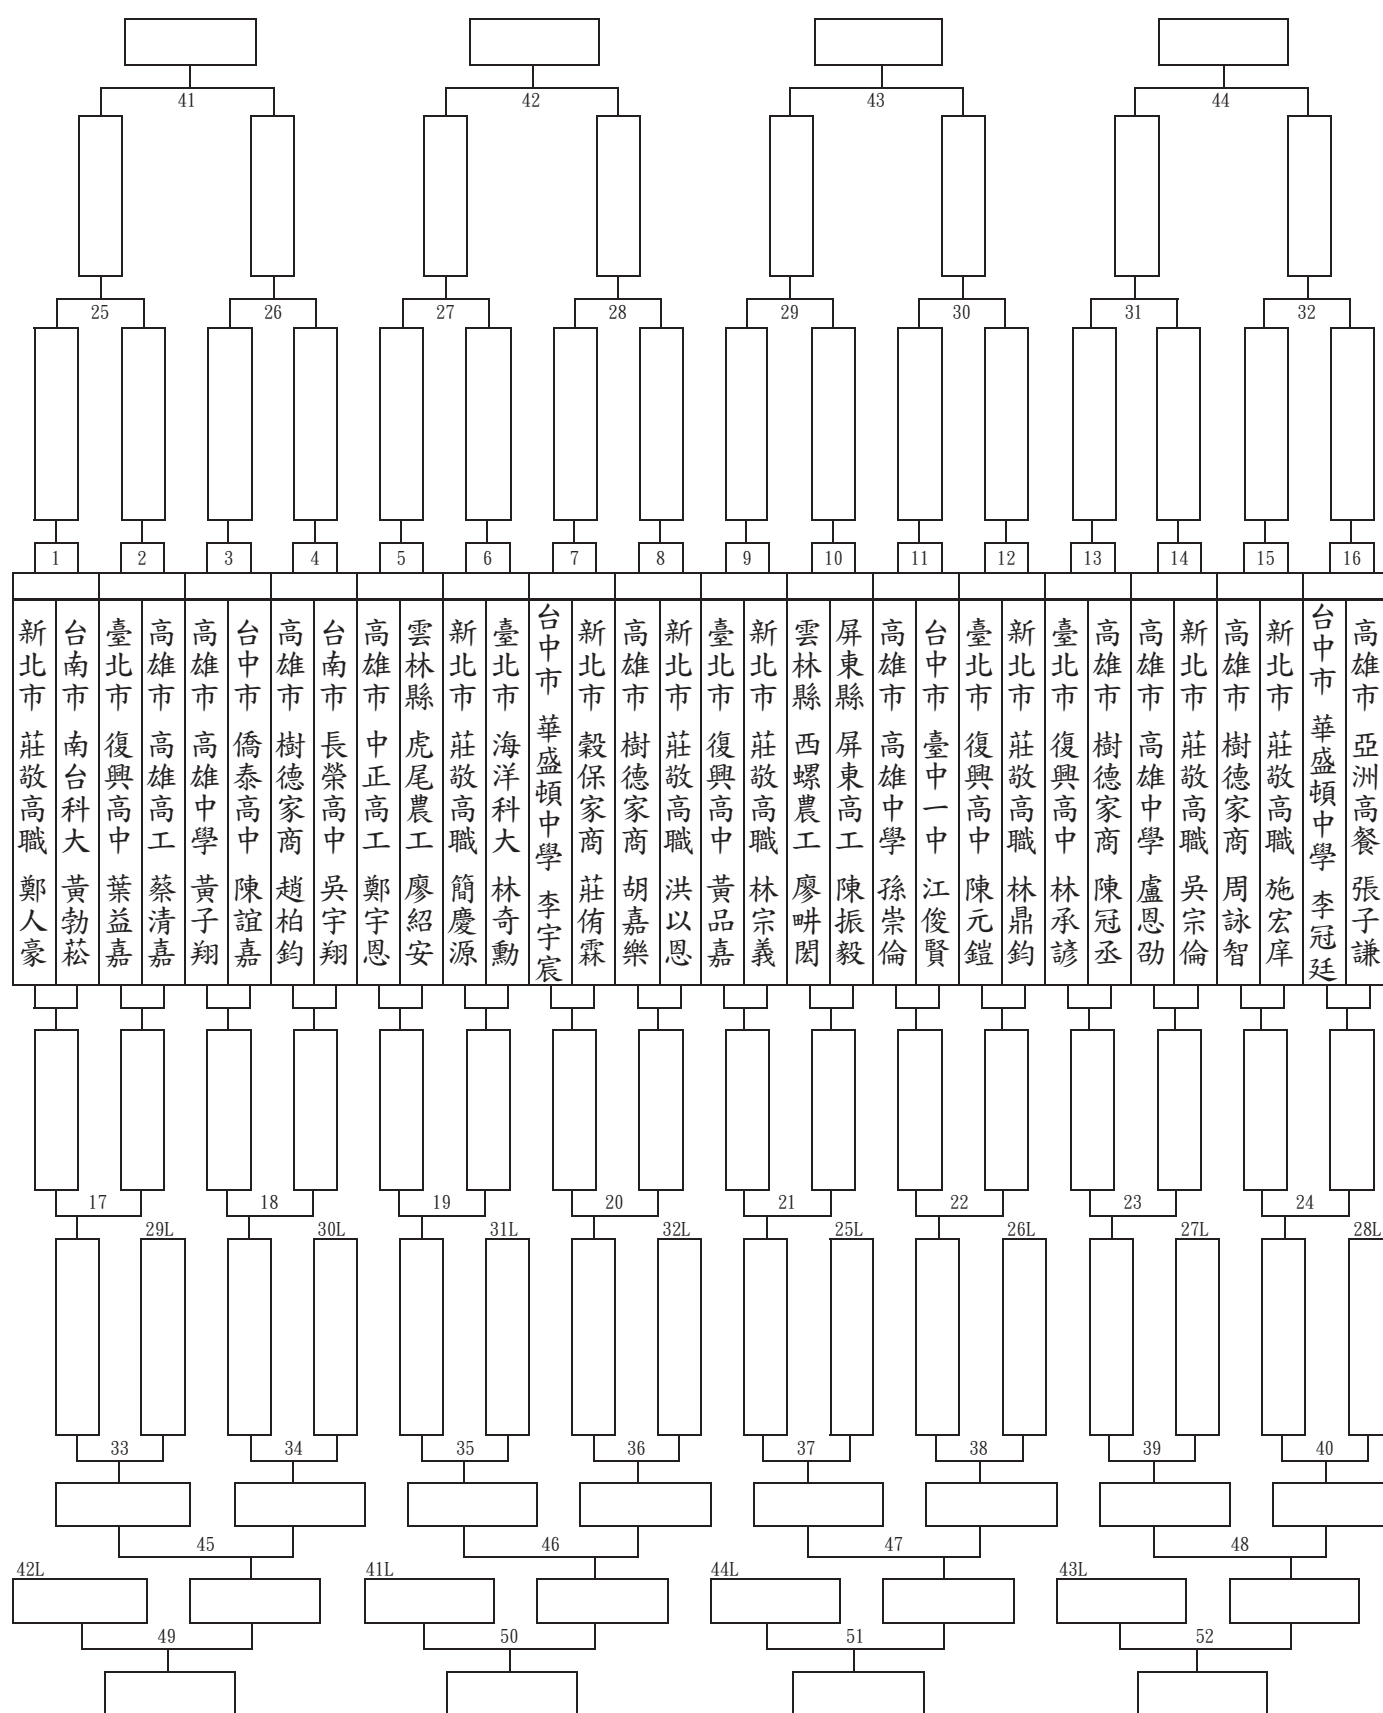 41 42 43 44
25 26 27 28 29 30 31 32
1 2 3 4 5 6 7 8 9 10 11 12 13 14 15 16
新北市 莊敬高職 鄭人豪
台南市 南台科大 黃勃菘
臺北市 復興高中 葉益嘉
高雄市 高雄高工 蔡清嘉
高雄市 高雄中學 黃子翔
台中市 僑泰高中 陳誼嘉
高雄市 樹德家商 趙柏鈞
台南市 長榮高中 吳宇翔
高雄市 中正高工 鄭宇恩
雲林縣 虎尾農工 廖紹安
新北市 莊敬高職 簡慶源
臺北市 海洋科大 林奇勳
台中市 華盛頓中學 李宇宸
新北市 穀保家商 莊侑霖
高雄市 樹德家商 胡嘉樂
新北市 莊敬高職 洪以恩
臺北市 復興高中 黃品嘉
新北市 莊敬高職 林宗義
雲林縣 西螺農工 廖畊閎
屏東縣 屏東高工 陳振毅
高雄市 高雄中學 孫崇倫
台中市 臺中一中 江俊賢
臺北市 復興高中 陳元鎧
新北市 莊敬高職 林鼎鈞
臺北市 復興高中 林承諺
高雄市 樹德家商 陳冠丞
高雄市 高雄中學 盧恩劭
新北市 莊敬高職 吳宗倫
高雄市 樹德家商 周詠智
新北市 莊敬高職 施宏庠
台中市 華盛頓中學 李冠廷
高雄市 亞洲高餐 張子謙
17 18 19 20 21 22 23 24
29L 30L 31L 32L 25L 26L 27L 28L
33 34 35 36 37 38 39 40
45 46 47 48
42L 41L 44L 43L
49 50 51 52